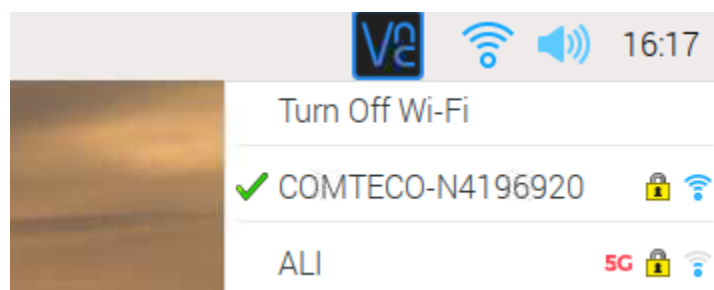 VNC 16:17
Turn Off Wi-Fi
COMTECO-N4196920
ALI 5G